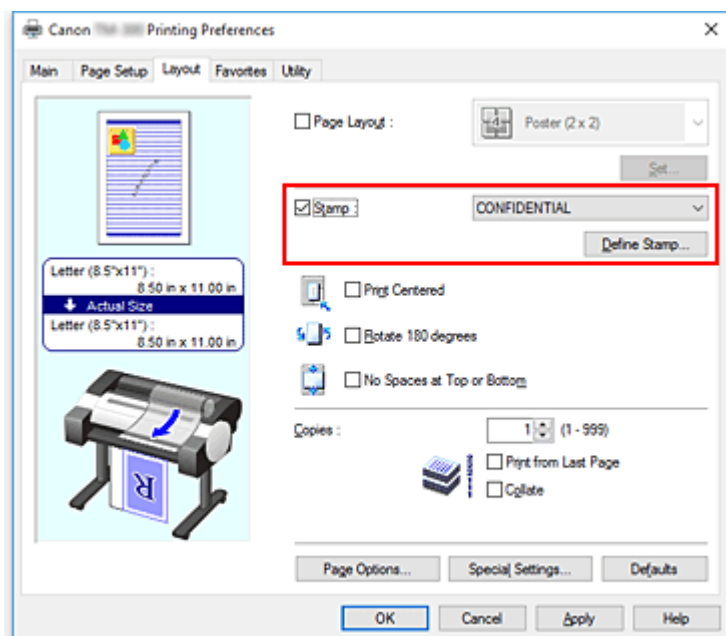 Canon Printing Preferences
Main Page Setup Layout Favorites Utility
Page Layout :
4
Poster (2 x 2)
Set...
Stamp :
CONFIDENTIAL
Define Stamp...
Letter (8.5"x11") :
8.50 in x 11.00 in
Actual Size
Letter (8.5"x11") :
8.50 in x 11.00 in
Print Centered
Rotate 180 degrees
No Spaces at Top or Bottom
Copies :
1 (1 - 999)
Print from Last Page
Collate
R
Page Options... Special Settings... Defaults
OK Cancel Apply Help